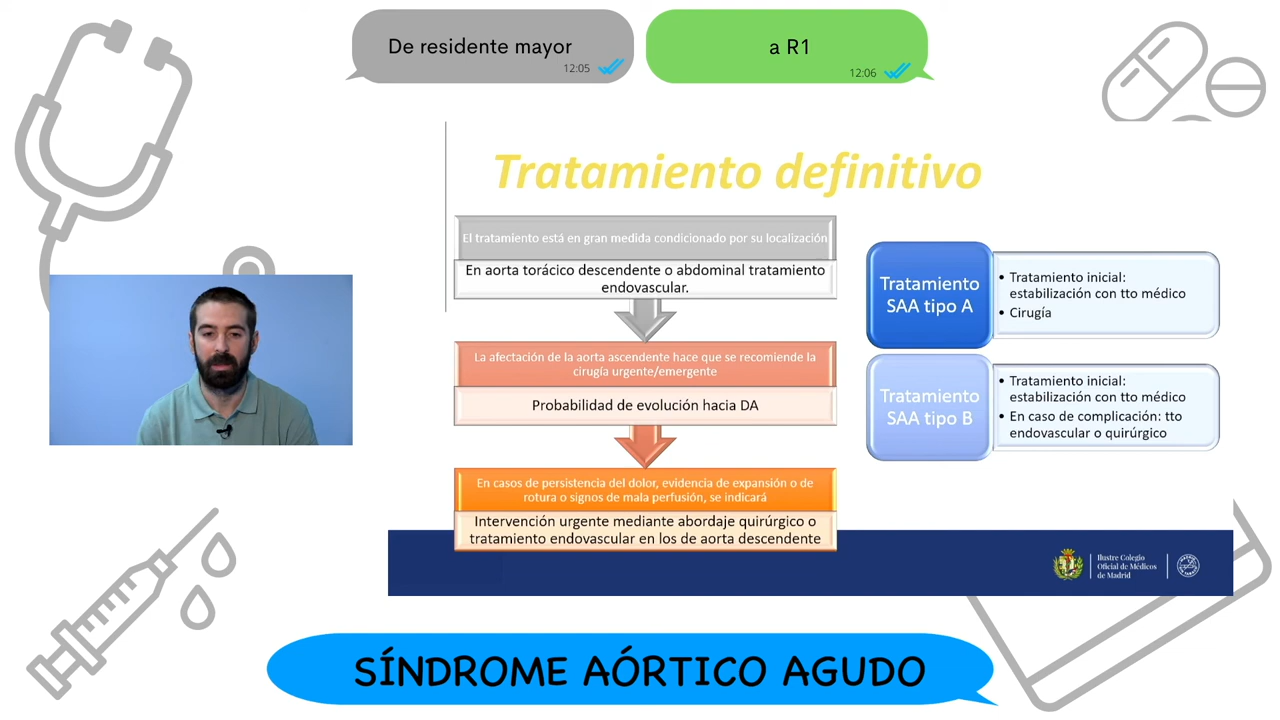 De residente mayor
12:05
a R1
12:06
Tratamiento definitivo
El tratamiento está en gran medida condicionado por su localización
En aorta torácico descendente o abdominal tratamiento
endovascular.
La afectación de la aorta ascendente hace que se recomiende la
cirugía urgente/emergente
Probabilidad de evolución hacia DA
En casos de persistencia del dolor, evidencia de expansión o de
rotura o signos de mala perfusión, se indicará
Intervención urgente mediante abordaje quirúrgico o
tratamiento endovascular en los de aorta descendente
Tratamiento
SAA tipo A
• Tratamiento inicial:
estabilización con tto médico
• Cirugía
Tratamiento
SAA tipo B
• Tratamiento inicial:
estabilización con tto médico
• En caso de complicación: tto
endovascular o quirúrgico
Ilustre Colegio
Oficial de Médicos
de Madrid
SÍNDROME AÓRTICO AGUDO